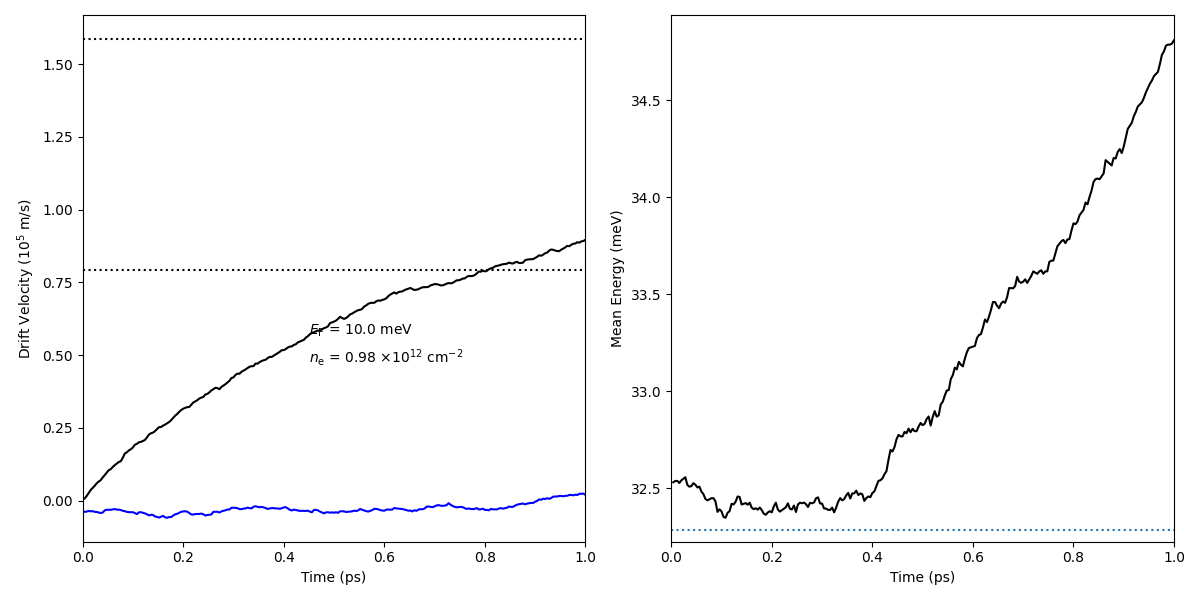 1.50
1.25
1.00
0.75
0.50
0.25
0.00
Drift Velocity (10⁵ m/s)
E_F = 10.0 meV
nₑ = 0.98 ×10¹² cm⁻²
0.0 0.2 0.4 0.6 0.8 1.0
Time (ps)
34.5
34.0
33.5
33.0
32.5
Mean Energy (meV)
0.0 0.2 0.4 0.6 0.8 1.0
Time (ps)